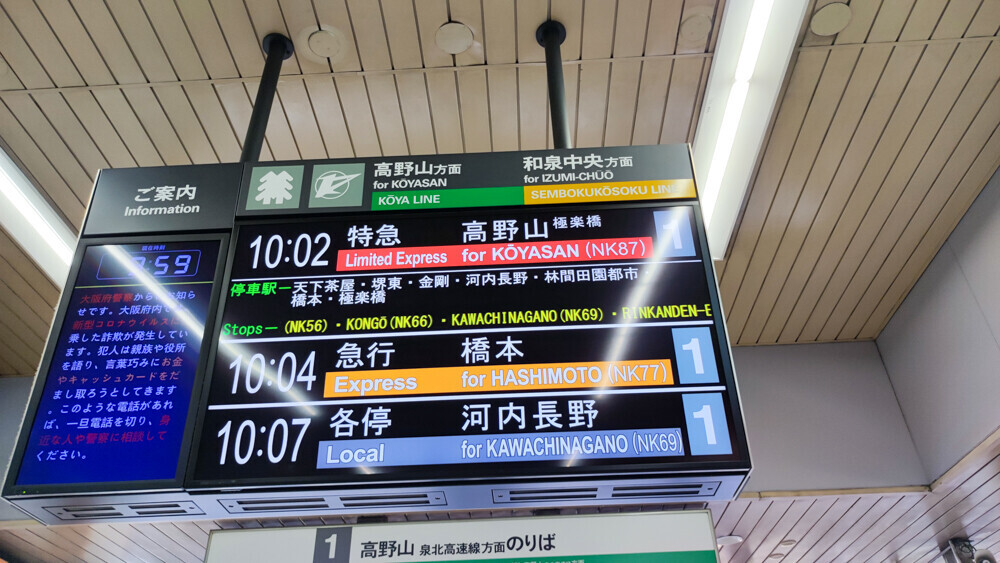 ご案内
Information
高野山方面
for KŌYASAN
KŌYA LINE
和泉中央方面
for IZUMI-CHŪŌ
SEMBOKUKŌSOKU LINE
現在時刻
:59
大阪府警察からお知ら
せです。大阪府内で、
新型コロナウイルスに
乗した詐欺が発生してい
ます。犯人は親族や役所
を語り、言葉巧みにお金
やキャッシュカードをだ
まし取ろうとしてきます
。このような電話があれ
ば、一旦電話を切り、身
近な人や警察に相談して
ください。
10:02 特急 高野山 極楽橋 1
Limited Express for KŌYASAN (NK87)
停車駅ー天下茶屋・堺東・金剛・河内長野・林間田園都市・
橋本・極楽橋
Stopsー (NK56)・KONGŌ(NK66)・KAWACHINAGANO(NK69)・RINKANDEN-E
10:04 急行 橋本 1
Express for HASHIMOTO (NK77)
10:07 各停 河内長野 1
Local for KAWACHINAGANO (NK69)
1 高野山 泉北高速線方面のりば